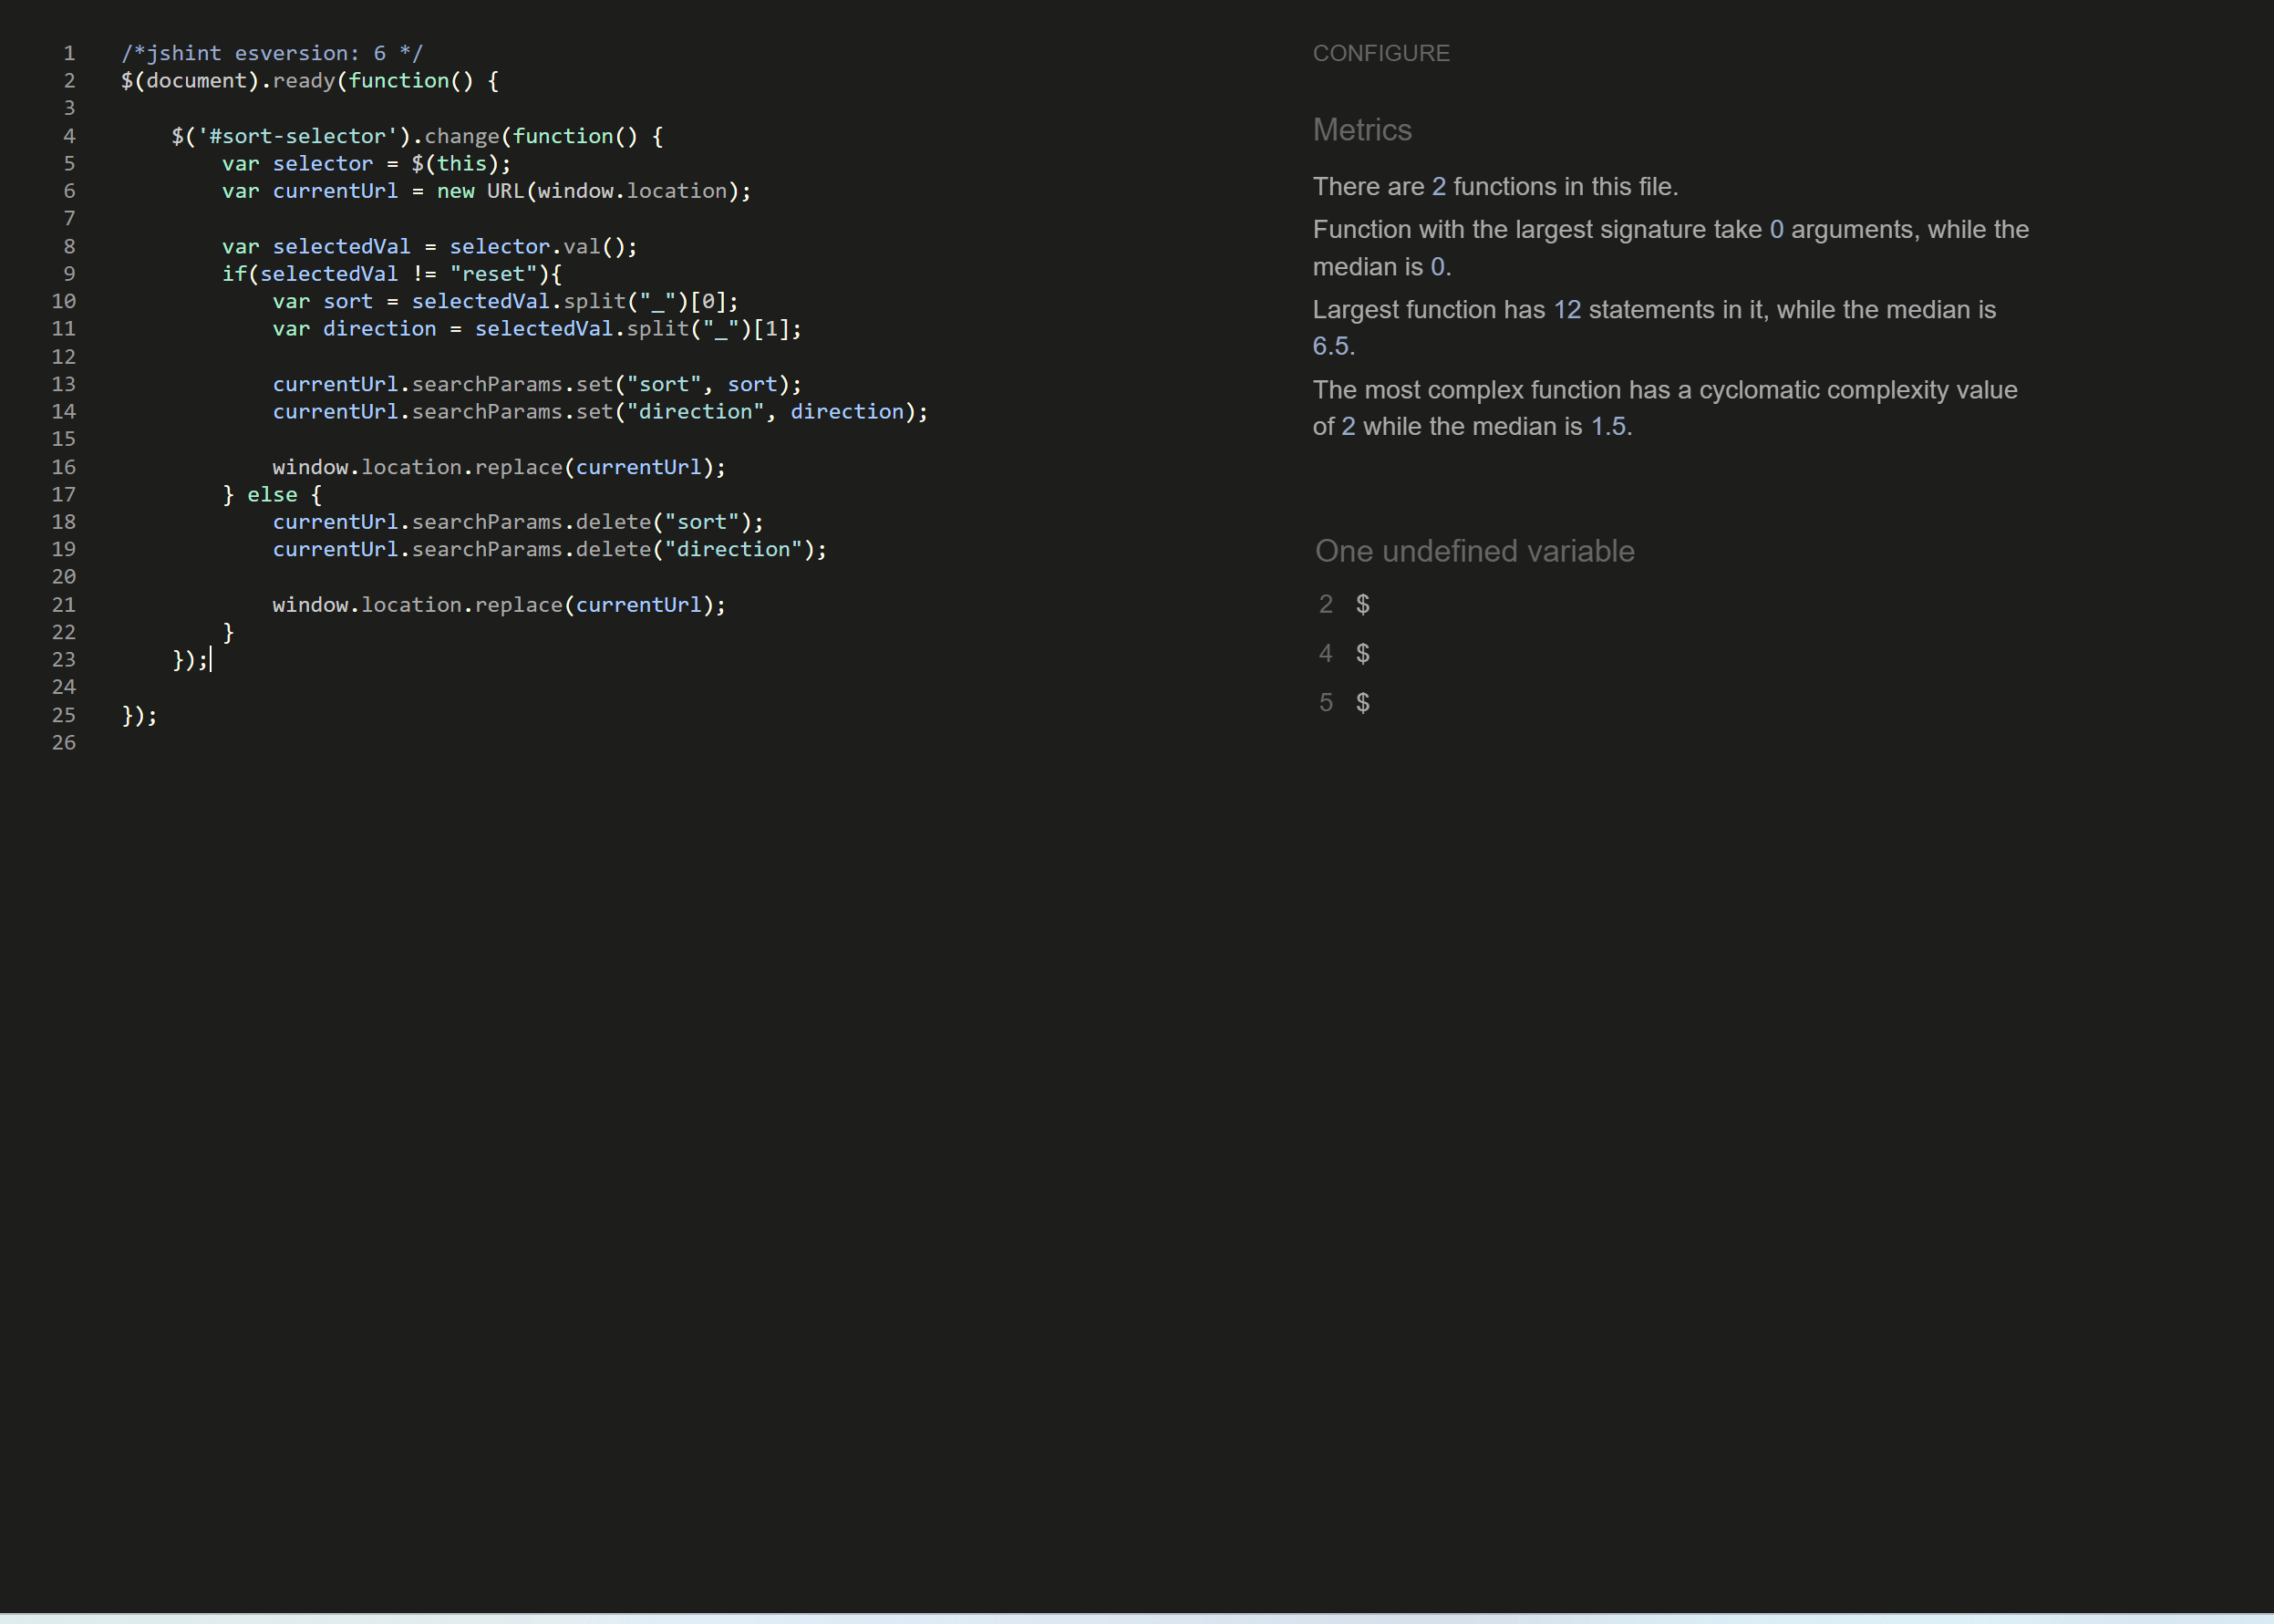 1 /*jshint esversion: 6 */
2 $(document).ready(function() {
3
4     $('#sort-selector').change(function() {
5         var selector = $(this);
6         var currentUrl = new URL(window.location);
7
8         var selectedVal = selector.val();
9         if(selectedVal != "reset"){
10             var sort = selectedVal.split("_")[0];
11             var direction = selectedVal.split("_")[1];
12
13             currentUrl.searchParams.set("sort", sort);
14             currentUrl.searchParams.set("direction", direction);
15
16             window.location.replace(currentUrl);
17         } else {
18             currentUrl.searchParams.delete("sort");
19             currentUrl.searchParams.delete("direction");
20
21             window.location.replace(currentUrl);
22         }
23     });
24
25 });
26
CONFIGURE
Metrics
There are 2 functions in this file.
Function with the largest signature take 0 arguments, while the
median is 0.
Largest function has 12 statements in it, while the median is
6.5.
The most complex function has a cyclomatic complexity value
of 2 while the median is 1.5.
One undefined variable
2 $
4 $
5 $